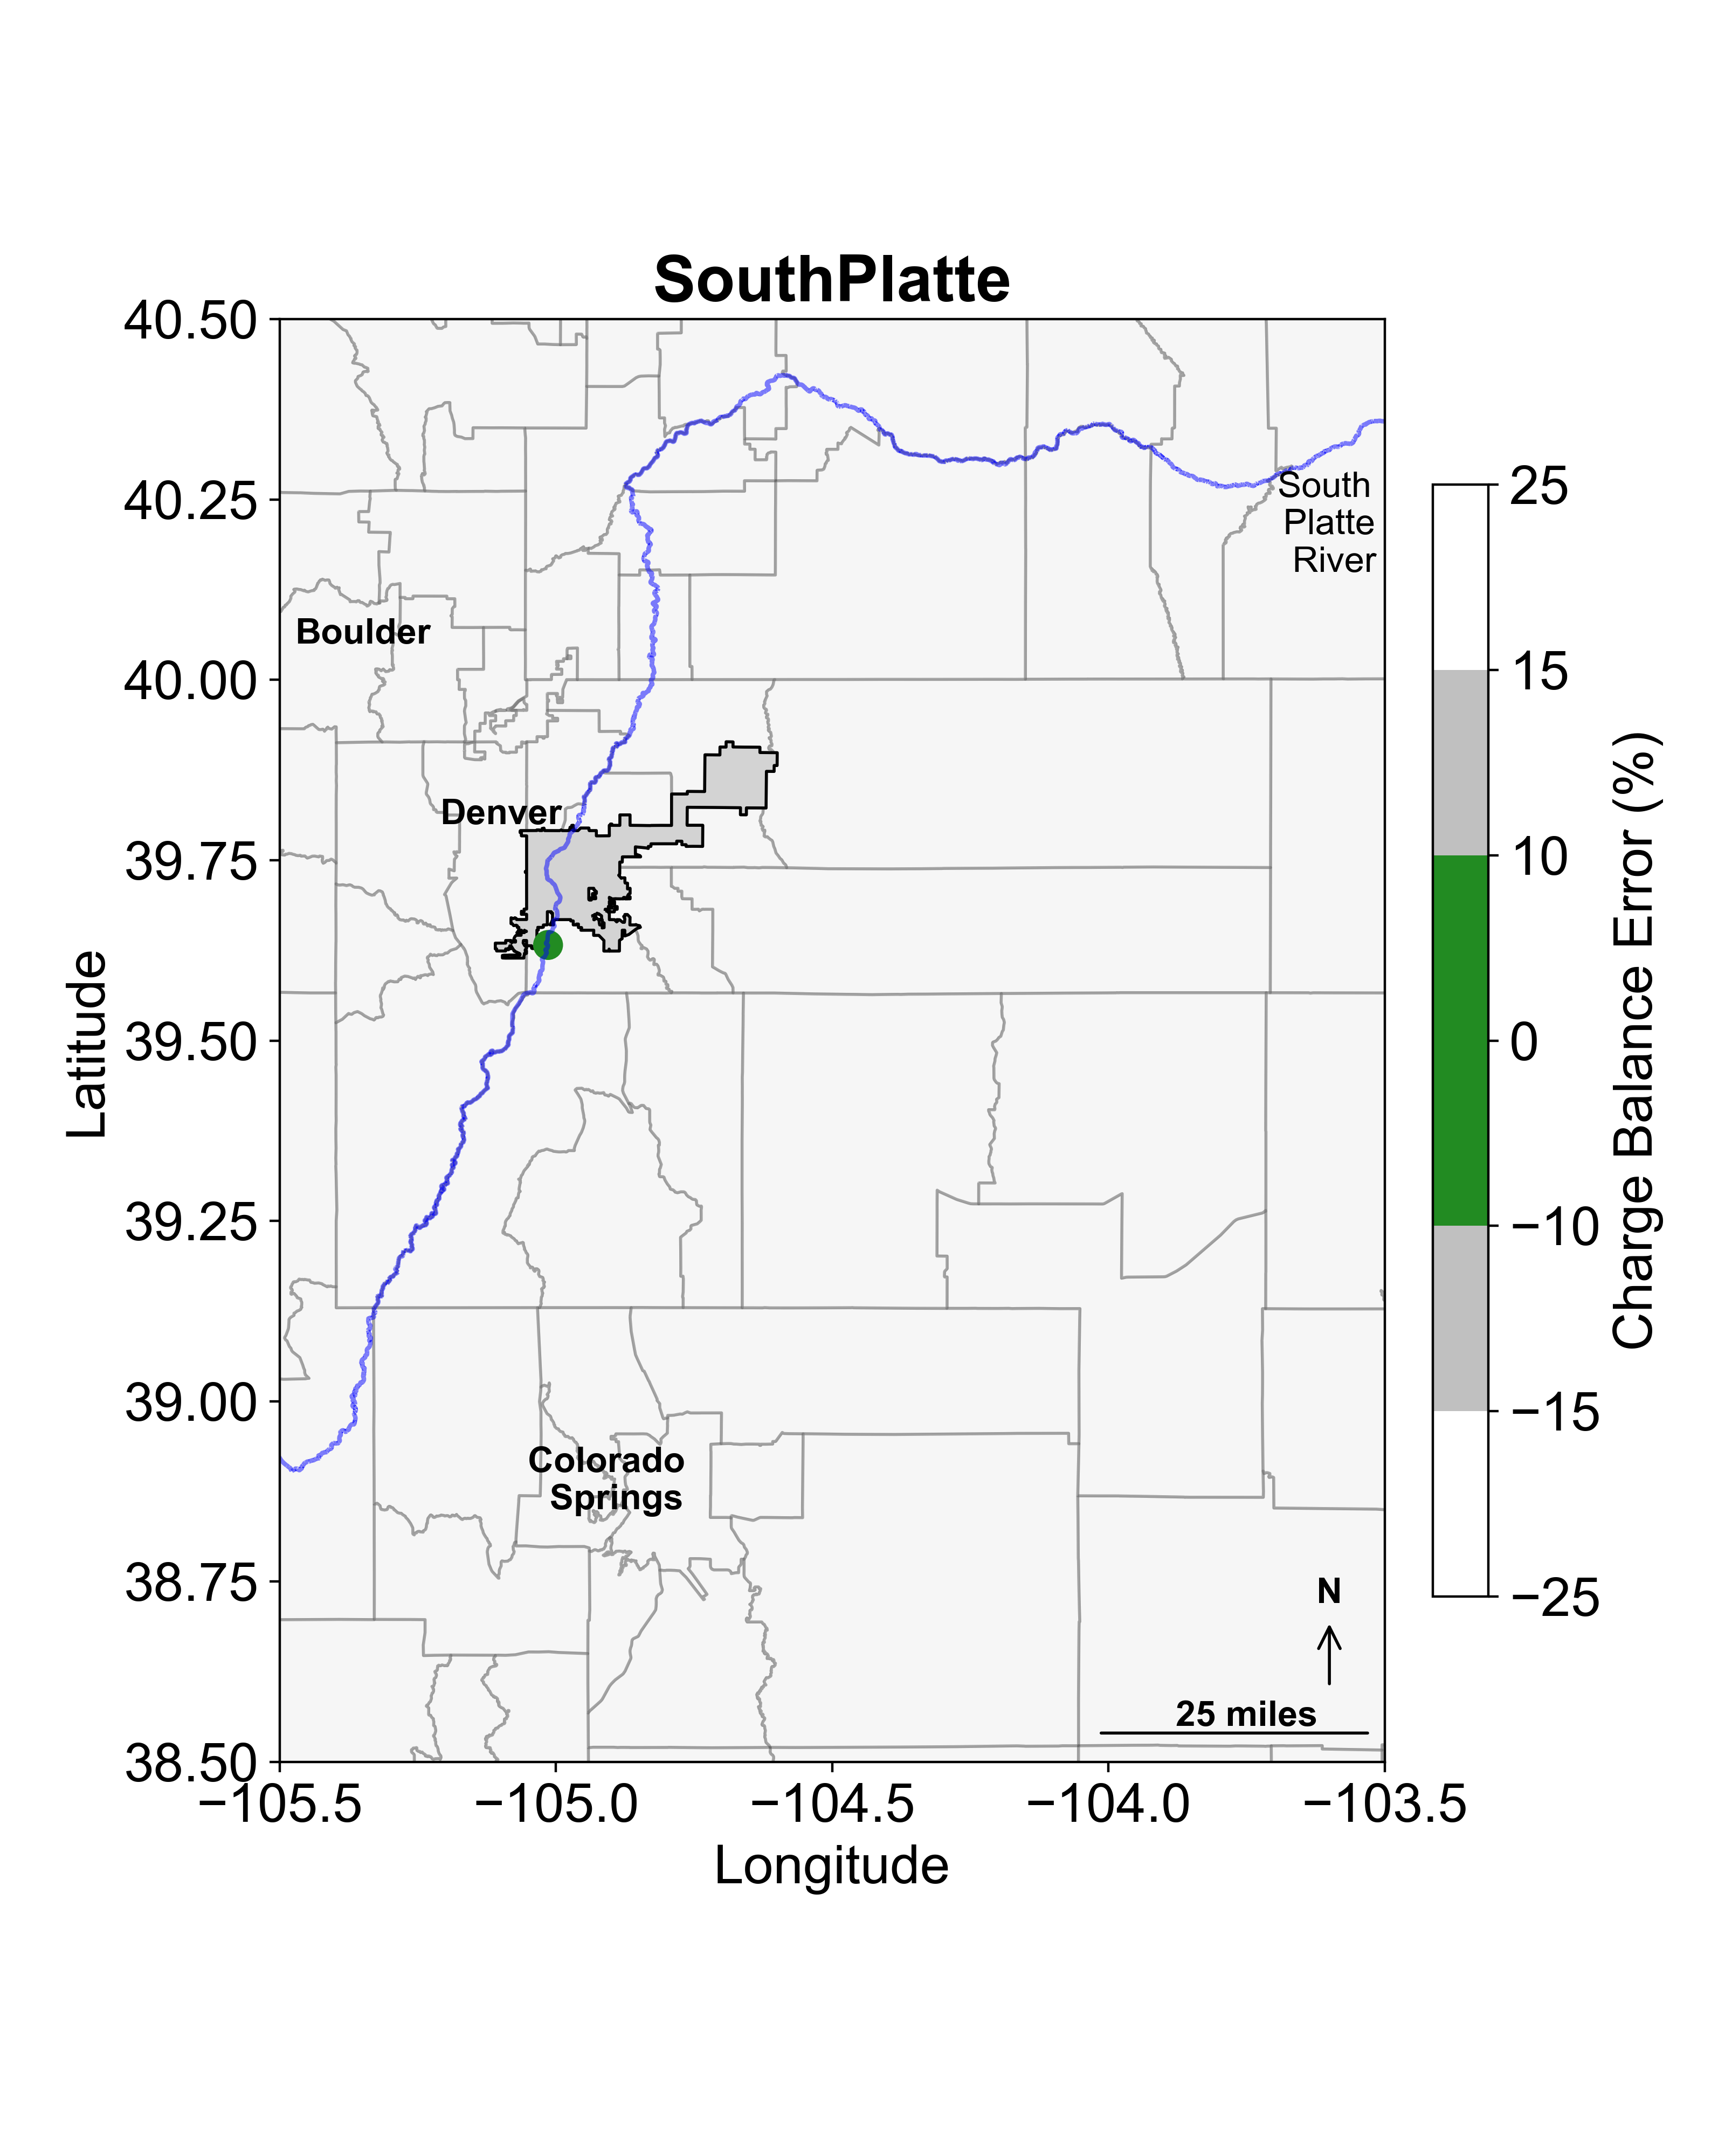 SouthPlatte
40.50
40.25
40.00
39.75
39.50
39.25
39.00
38.75
38.50
Latitude
South
Platte
River
Boulder
Denver
Colorado
Springs
N
25 miles
−105.5
−105.0
−104.5
−104.0
−103.5
Longitude
25
15
10
0
−10
−15
−25
Charge Balance Error (%)